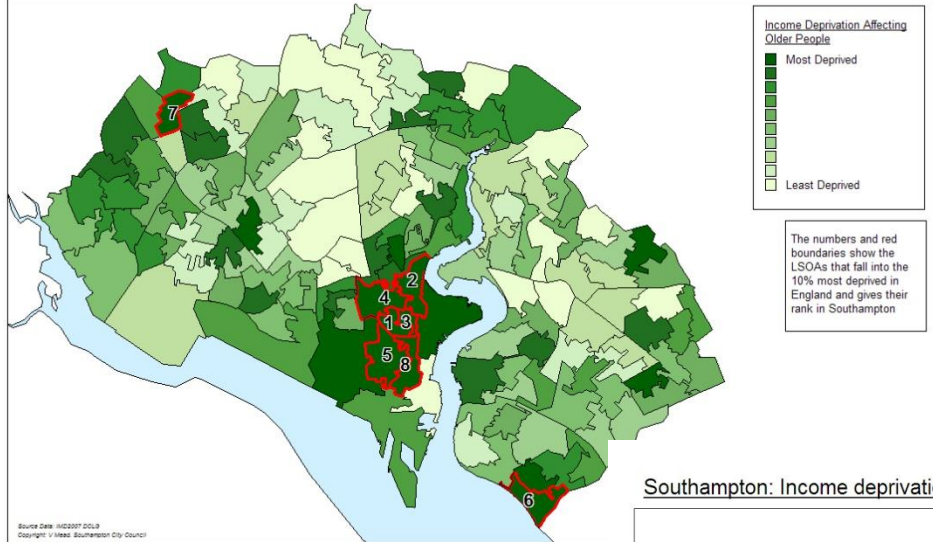 Income Deprivation Affecting
Older People
Most Deprived
Least Deprived
The numbers and red
boundaries show the
LSOAs that fall into the
10% most deprived in
England and gives their
rank in Southampton
7
2
4
1 3
5
8
6
Southampton: Income deprivati
Source Data: IMD2007 DCLG
Copyright: V Mead, Southampton City Council